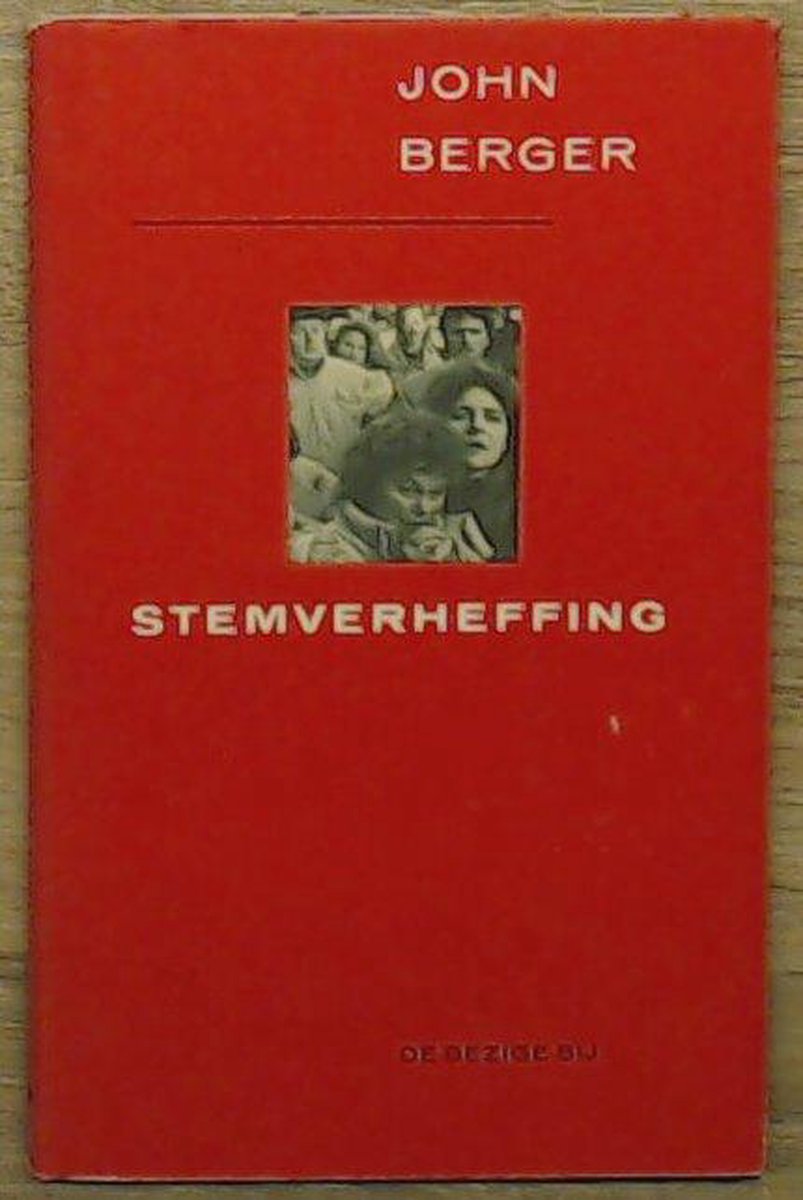 JOHN
BERGER
STEMVERHEFFING
DE BEZIGE BIJ